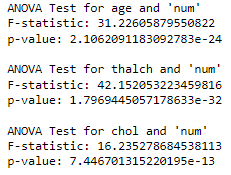 ANOVA Test for age and 'num'
F-statistic: 31.22605879550822
p-value: 2.1062091183092783e-24
ANOVA Test for thalch and 'num'
F-statistic: 42.152053223459816
p-value: 1.7969445057178633e-32
ANOVA Test for chol and 'num'
F-statistic: 16.235278684538113
p-value: 7.446701315220195e-13